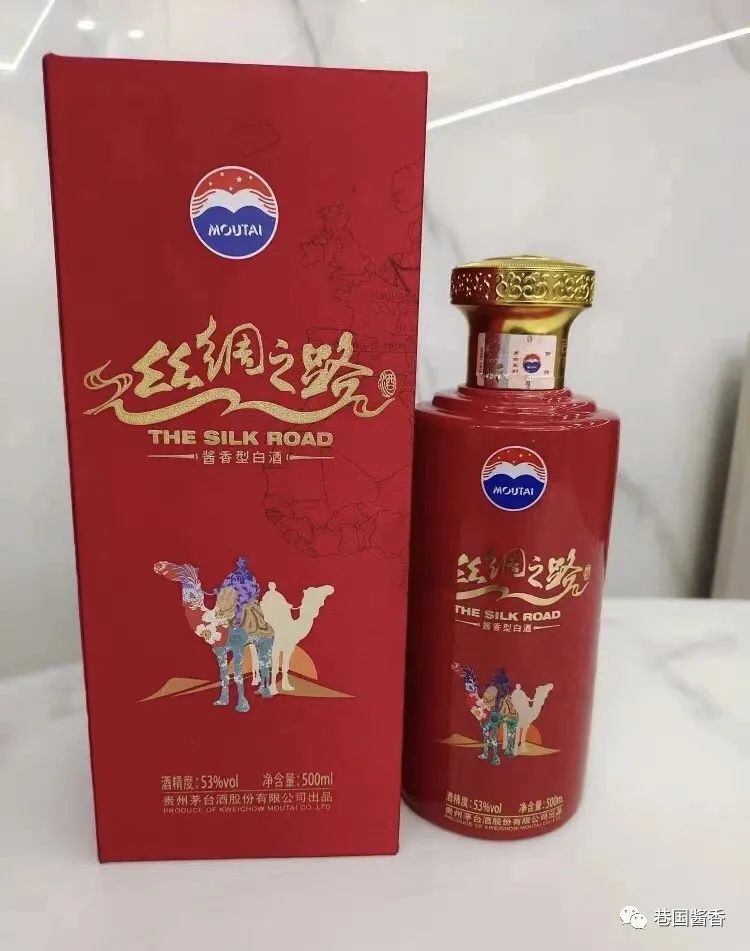 MOUTAI
丝绸之路
酒
THE SILK ROAD
酱香型白酒
酒精度:53%vol 净含量:500ml
贵州茅台酒股份有限公司出品
PRODUCE OF KWEICHOW MOUTAI CO.,LTD
MOUTAI
丝绸之路
THE SILK ROAD
酱香型白酒
酒精度:53%vol 净含量:500m
贵州茅台酒股份有限公司出品
PRODUCE OF KWEICHOW MOUTAI
巷国酱香